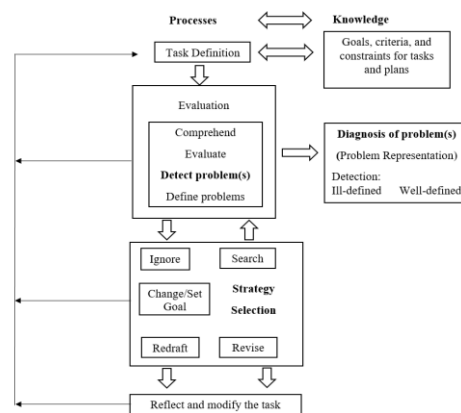 Processes
Knowledge
Task Definition
Goals, criteria, and
constraints for tasks
and plans
Evaluation
Comprehend
Evaluate
Detect problem(s)
Define problems
Diagnosis of problem(s)
(Problem Representation)
Detection:
Ill-defined Well-defined
Ignore
Search
Change/Set
Goal
Strategy
Selection
Redraft
Revise
Reflect and modify the task